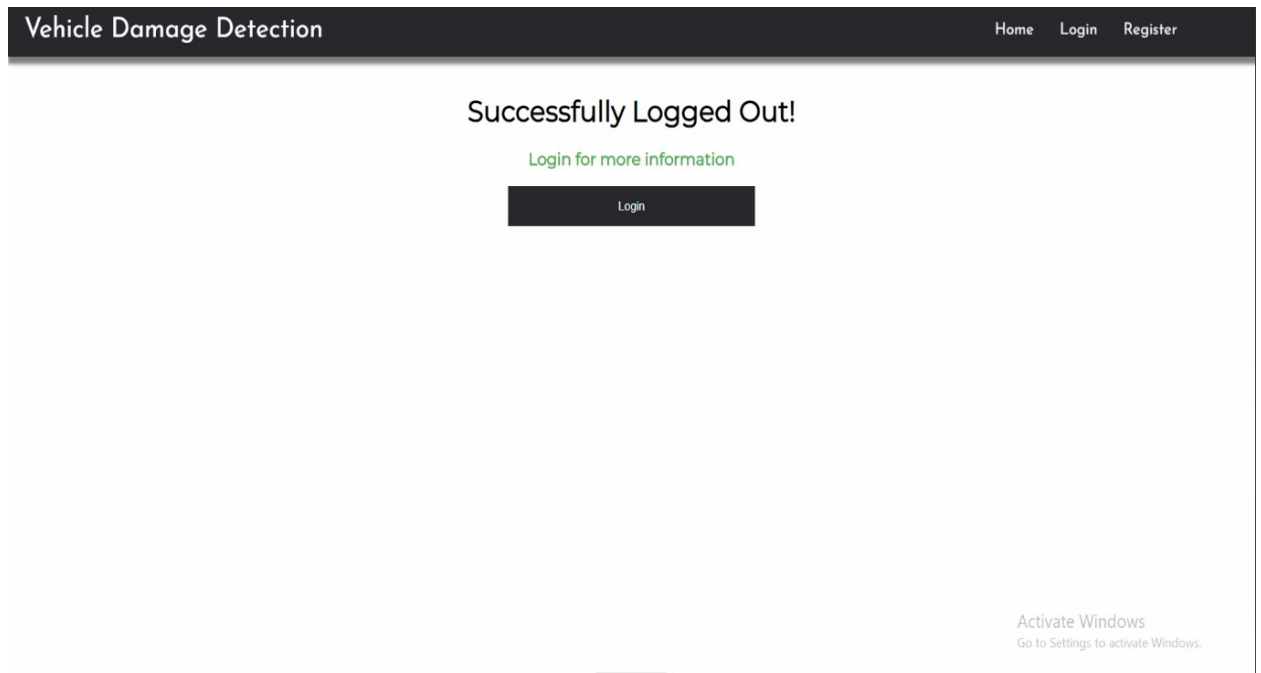 Vehicle Damage Detection
Home Login Register
Successfully Logged Out!
Login for more information
Login
Activate Windows
Go to Settings to activate Windows.